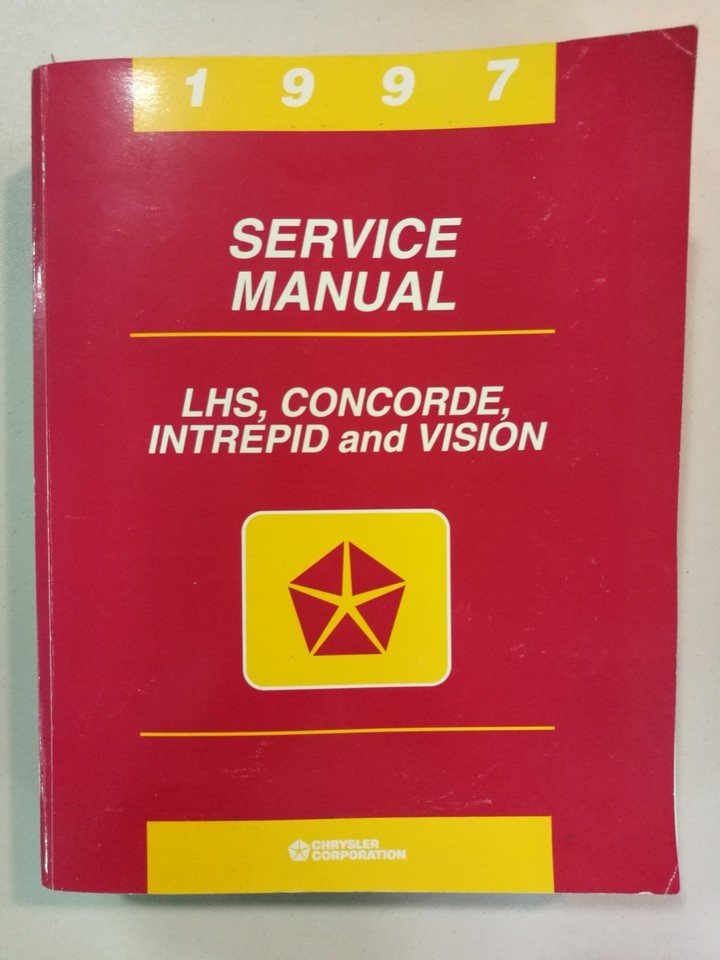 1 9 9 7
SERVICE
MANUAL
LHS, CONCORDE,
INTREPID and VISION
CHRYSLER
CORPORATION